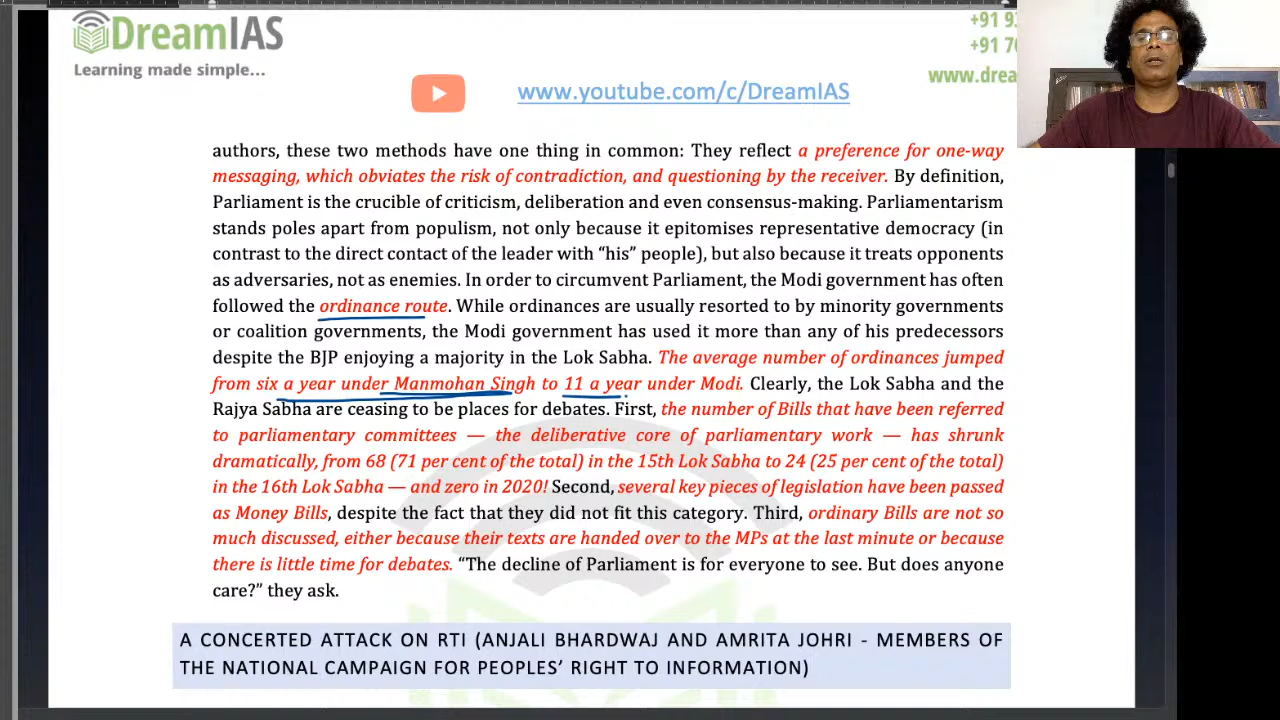 DreamIAS
Learning made simple...
+91 9
+91 7
www.drea
www.youtube.com/c/DreamIAS
authors, these two methods have one thing in common: They reflect a preference for one-way
messaging, which obviates the risk of contradiction, and questioning by the receiver. By definition,
Parliament is the crucible of criticism, deliberation and even consensus-making. Parliamentarism
stands poles apart from populism, not only because it epitomises representative democracy (in
contrast to the direct contact of the leader with “his” people), but also because it treats opponents
as adversaries, not as enemies. In order to circumvent Parliament, the Modi government has often
followed the ordinance route. While ordinances are usually resorted to by minority governments
or coalition governments, the Modi government has used it more than any of his predecessors
despite the BJP enjoying a majority in the Lok Sabha. The average number of ordinances jumped
from six a year under Manmohan Singh to 11 a year under Modi. Clearly, the Lok Sabha and the
Rajya Sabha are ceasing to be places for debates. First, the number of Bills that have been referred
to parliamentary committees — the deliberative core of parliamentary work — has shrunk
dramatically, from 68 (71 per cent of the total) in the 15th Lok Sabha to 24 (25 per cent of the total)
in the 16th Lok Sabha — and zero in 2020! Second, several key pieces of legislation have been passed
as Money Bills, despite the fact that they did not fit this category. Third, ordinary Bills are not so
much discussed, either because their texts are handed over to the MPs at the last minute or because
there is little time for debates. “The decline of Parliament is for everyone to see. But does anyone
care?” they ask.
A CONCERTED ATTACK ON RTI (ANJALI BHARDWAJ AND AMRITA JOHRI - MEMBERS OF
THE NATIONAL CAMPAIGN FOR PEOPLES’ RIGHT TO INFORMATION)